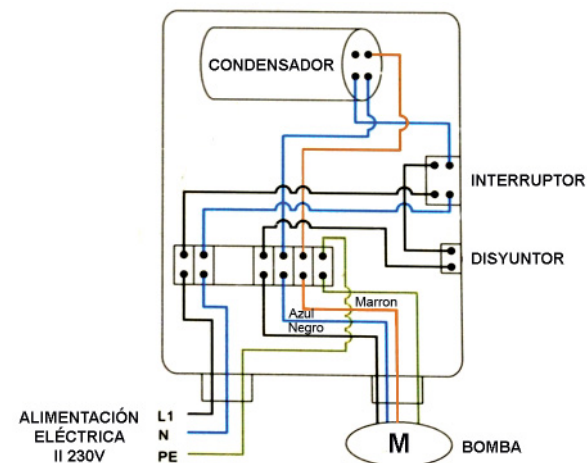 CONDENSADOR
INTERRUPTOR
DISYUNTOR
Marron
Azul
Negro
ALIMENTACIÓN
ELÉCTRICA
II 230V
L1
N
PE
M
BOMBA